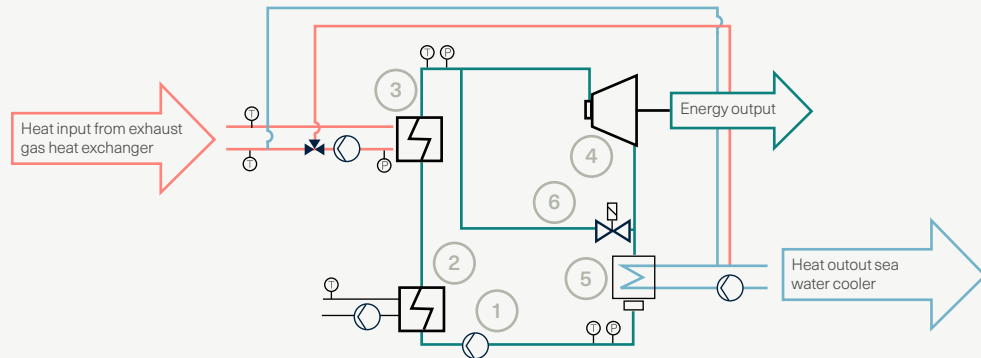 T
P
3
T
Heat input from exhaust
gas heat exchanger
T
P
Energy output
4
6
2
5
Heat outout sea
water cooler
T
1
T
P